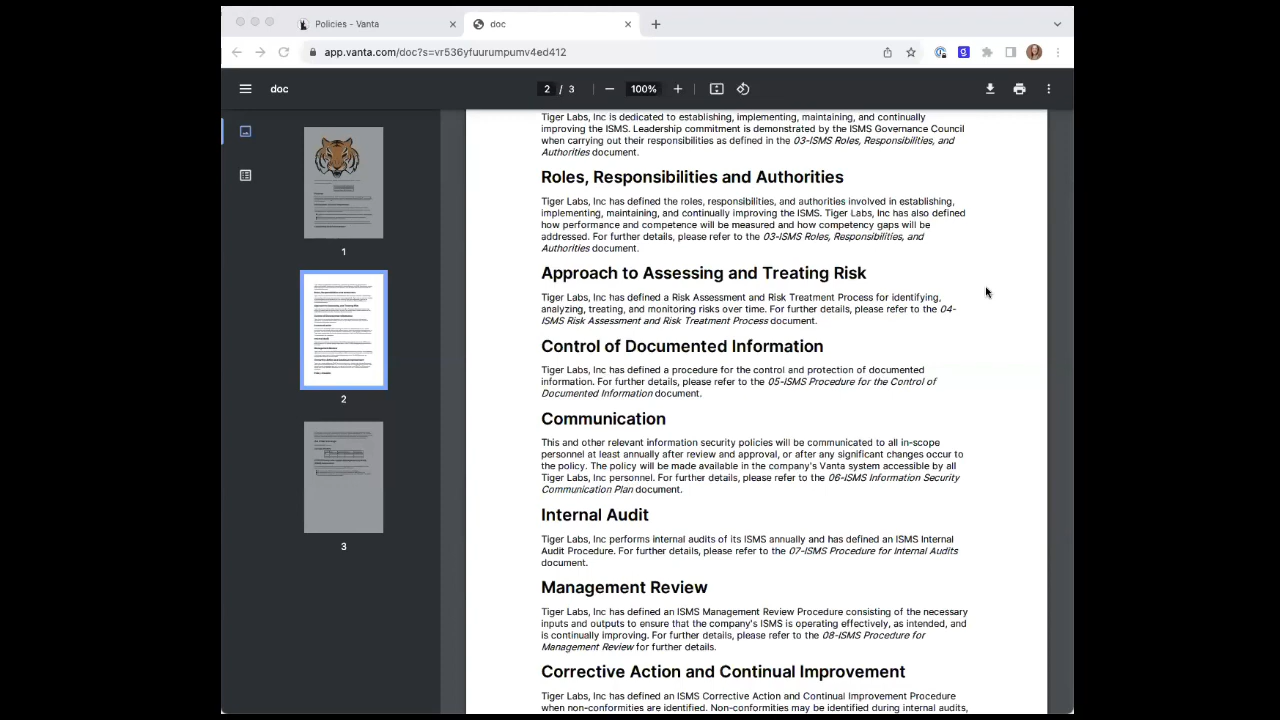 Policies - Vanta
doc
app.vanta.com/doc?s=vr536yfuurumpumv4ed412
doc
2 / 3
100%
1
2
3
Tiger Labs, Inc is dedicated to establishing, implementing, maintaining, and continually
improving the ISMS. Leadership commitment is demonstrated by the ISMS Governance Council
when carrying out their responsibilities as defined in the 03-ISMS Roles, Responsibilities, and
Authorities document.
Roles, Responsibilities and Authorities
Tiger Labs, Inc has defined the roles, responsibilities, and authorities involved in establishing,
implementing, maintaining, and continually improving the ISMS. Tiger Labs, Inc has also defined
how performance and competence will be measured and how competency gaps will be
addressed. For further details, please refer to the 03-ISMS Roles, Responsibilities, and
Authorities document.
Approach to Assessing and Treating Risk
Tiger Labs, Inc has defined a Risk Assessment and Risk Treatment Process for identifying,
analyzing, treating, and monitoring risks over time. For further details, please refer to the 04-
ISMS Risk Assessment and Risk Treatment Process document.
Control of Documented Information
Tiger Labs, Inc has defined a procedure for the control and protection of documented
information. For further details, please refer to the 05-ISMS Procedure for the Control of
Documented Information document.
Communication
This and other relevant information security policies will be communicated to all in-scope
personnel at least annually after review and approval, or after any significant changes occur to
the policy. The policy will be made available in the company's Vanta system accessible by all
Tiger Labs, Inc personnel. For further details, please refer to the 06-ISMS Information Security
Communication Plan document.
Internal Audit
Tiger Labs, Inc performs internal audits of its ISMS annually and has defined an ISMS Internal
Audit Procedure. For further details, please refer to the 07-ISMS Procedure for Internal Audits
document.
Management Review
Tiger Labs, Inc has defined an ISMS Management Review Procedure consisting of the necessary
inputs and outputs to ensure that the company's ISMS is operating effectively, as intended, and
is continually improving. For further details, please refer to the 08-ISMS Procedure for
Management Review for further details.
Corrective Action and Continual Improvement
Tiger Labs, Inc has defined an ISMS Corrective Action and Continual Improvement Procedure
when non-conformities are identified. Non-conformities may be identified during internal audits,